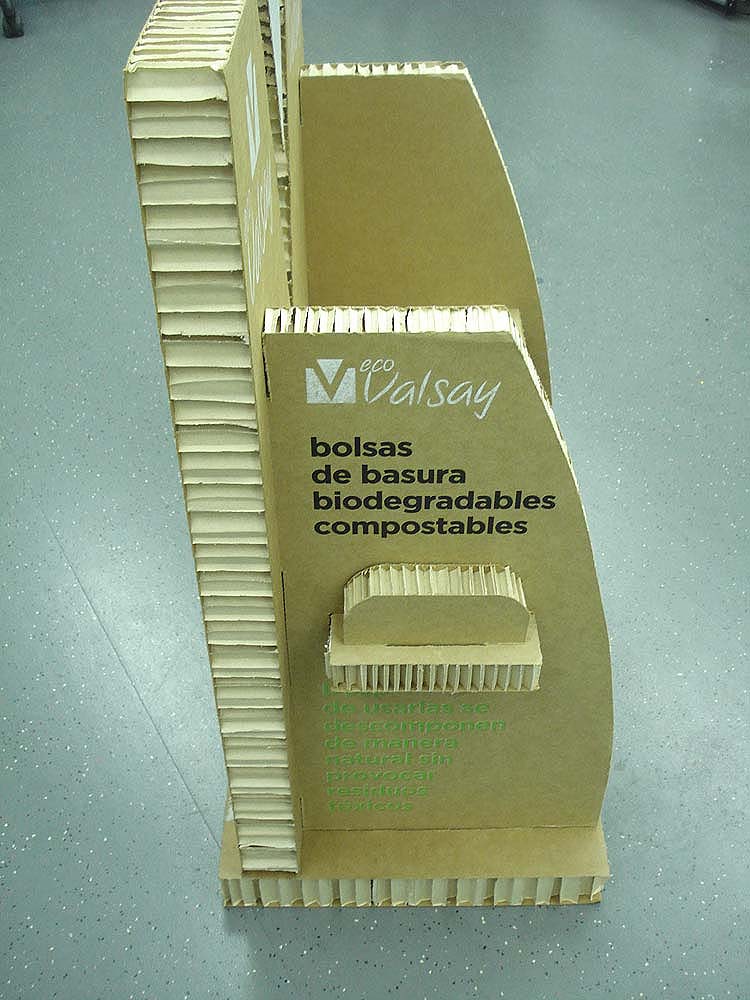 eco
Valsay
bolsas
de basura
biodegradables
compostables
de usarlas se
descomponen
de manera
natural sin
provocar
residuos
tóxicos